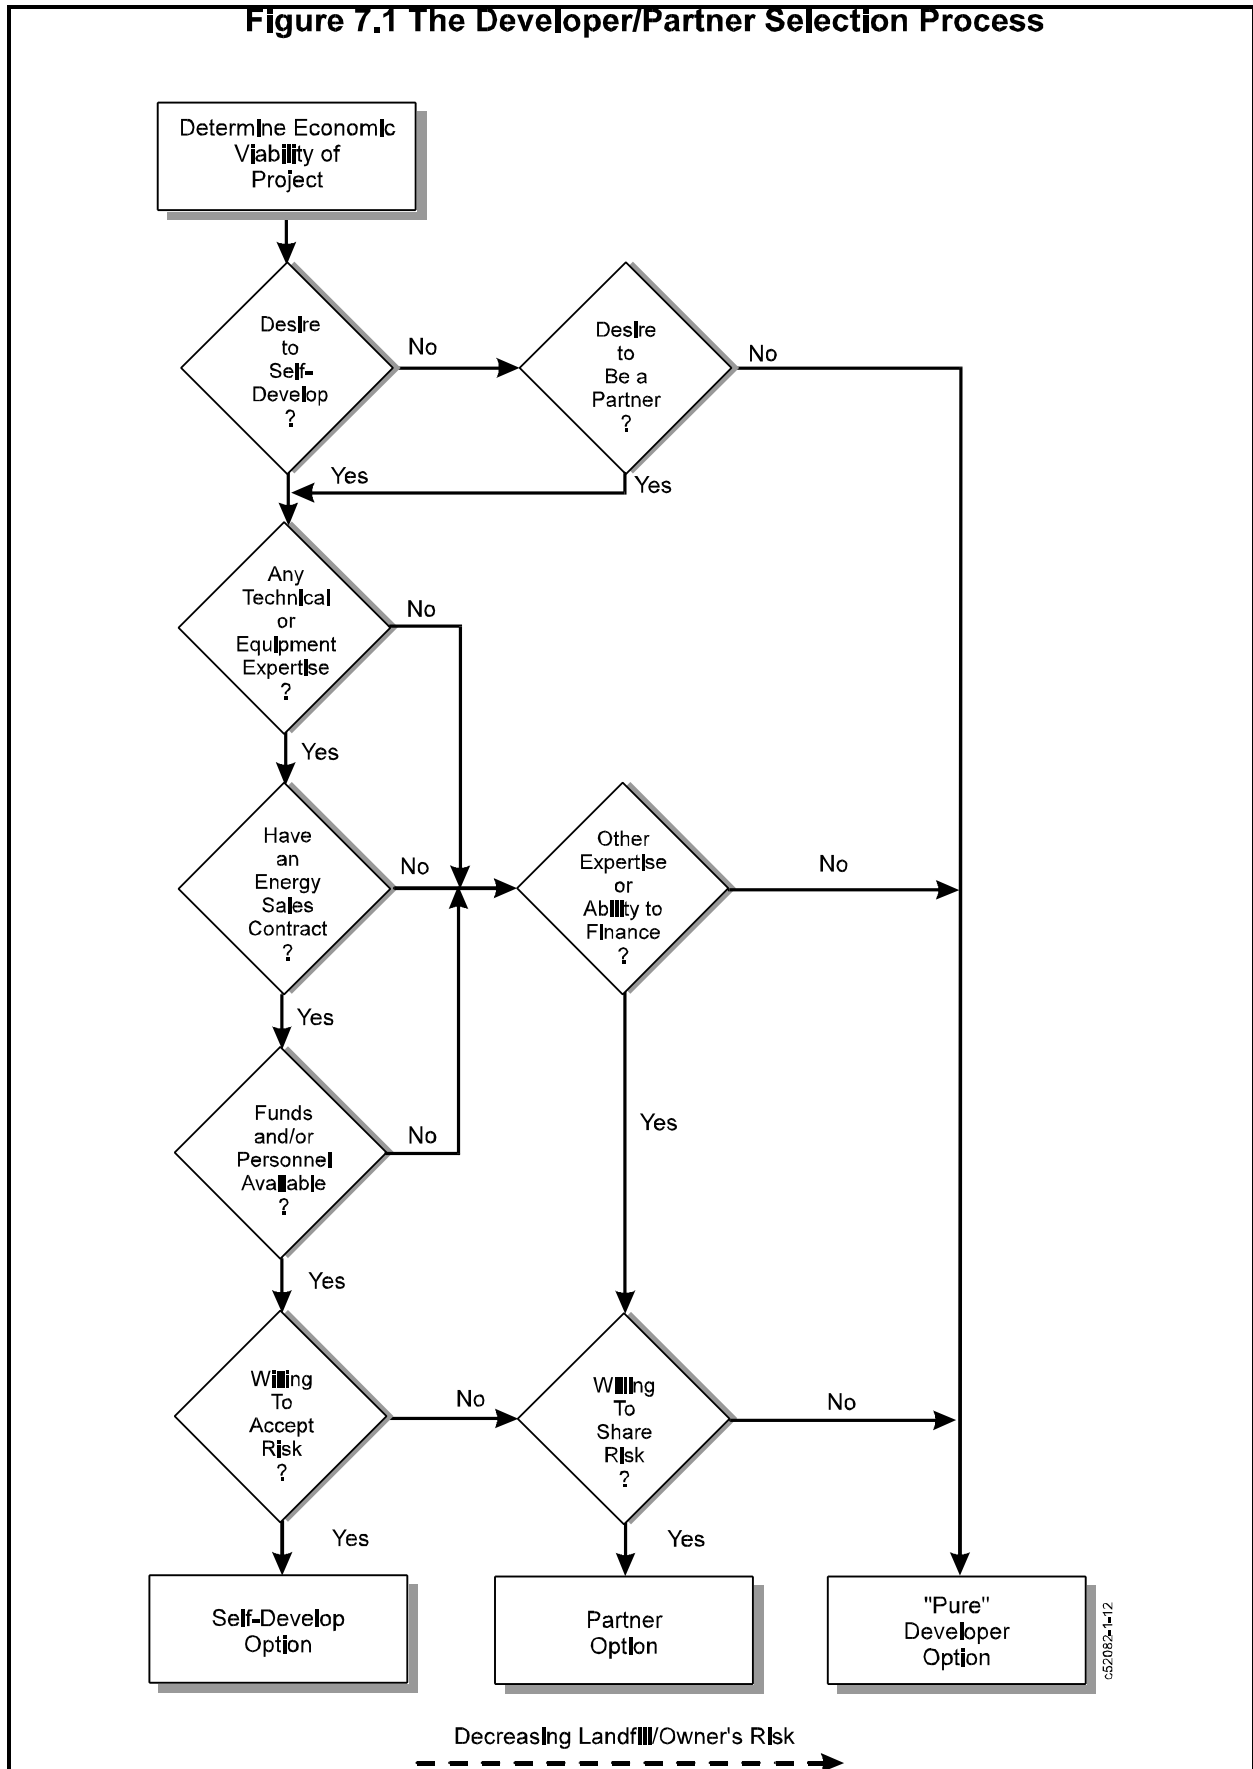 Figure 7.1 The Developer/Partner Selection Process
Determine Economic
Viability of
Project
Desire
to
Self-
Develop
?
No
Desire
to
Be a
Partner
?
No
Yes
Yes
Any
Technical
or
Equipment
Expertise
?
No
Yes
Have
an
Energy
Sales
Contract
?
No
Other
Expertise
or
Ability to
Finance
?
No
Yes
Funds
and/or
Personnel
Available
?
No
Yes
Yes
Willing
To
Accept
Risk
?
No
Willing
To
Share
Risk
?
No
Yes
Yes
Self-Develop
Option
Partner
Option
"Pure"
Developer
Option
c52082-1-12
Decreasing Landfill/Owner's Risk